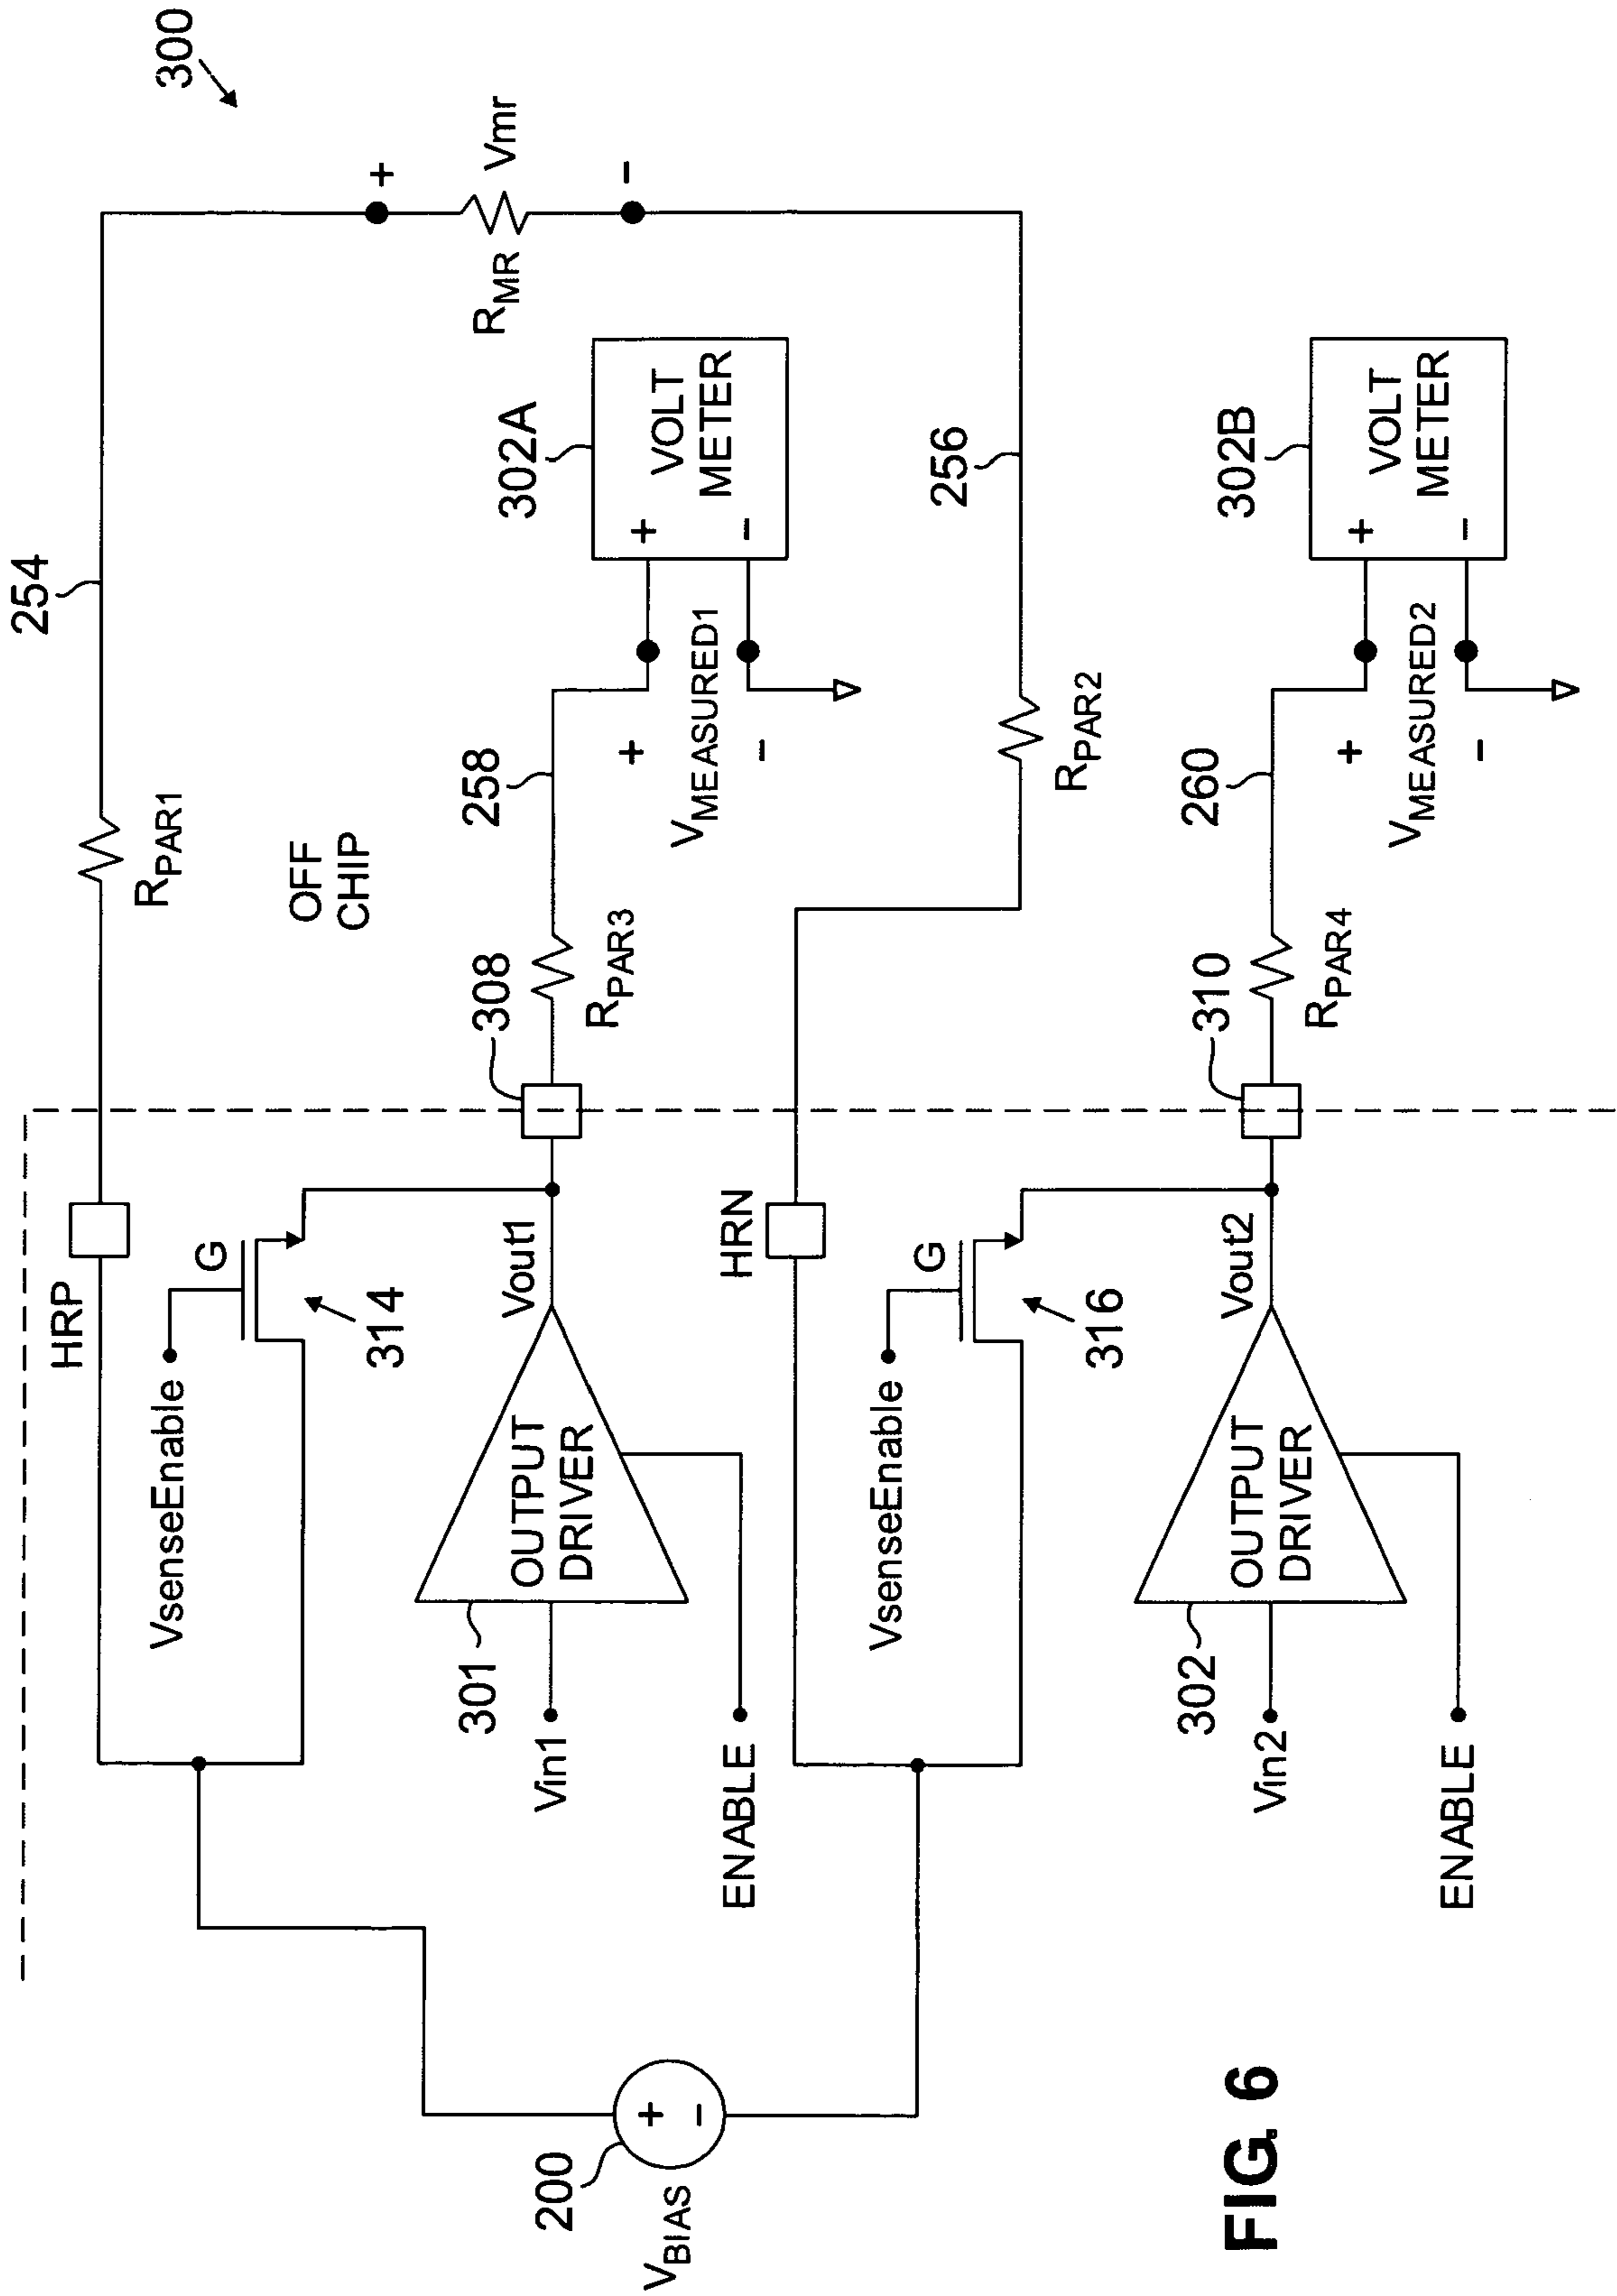 300
254
HRP
RPAR1
OFF
CHIP
+
Vmr
-
RMR
VsenseEnable
G
314
308
258
RPAR3
302A
VOLT
METER
+
-
+
VMEASURED1
-
301
OUTPUT
DRIVER
Vout1
Vin1
ENABLE
HRN
256
RPAR2
200
+
-
VBIAS
VsenseEnable
G
316
310
260
RPAR4
302B
VOLT
METER
+
-
+
VMEASURED2
-
302
OUTPUT
DRIVER
Vout2
Vin2
ENABLE
FIG. 6